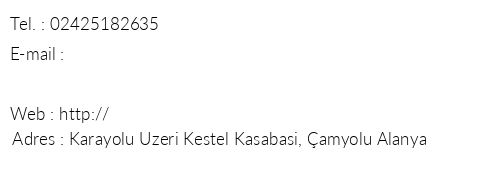 Tel. : 02425182635
E-mail :
Web : http://
Adres : Karayolu Uzeri Kestel Kasabasi, Çamyolu Alanya